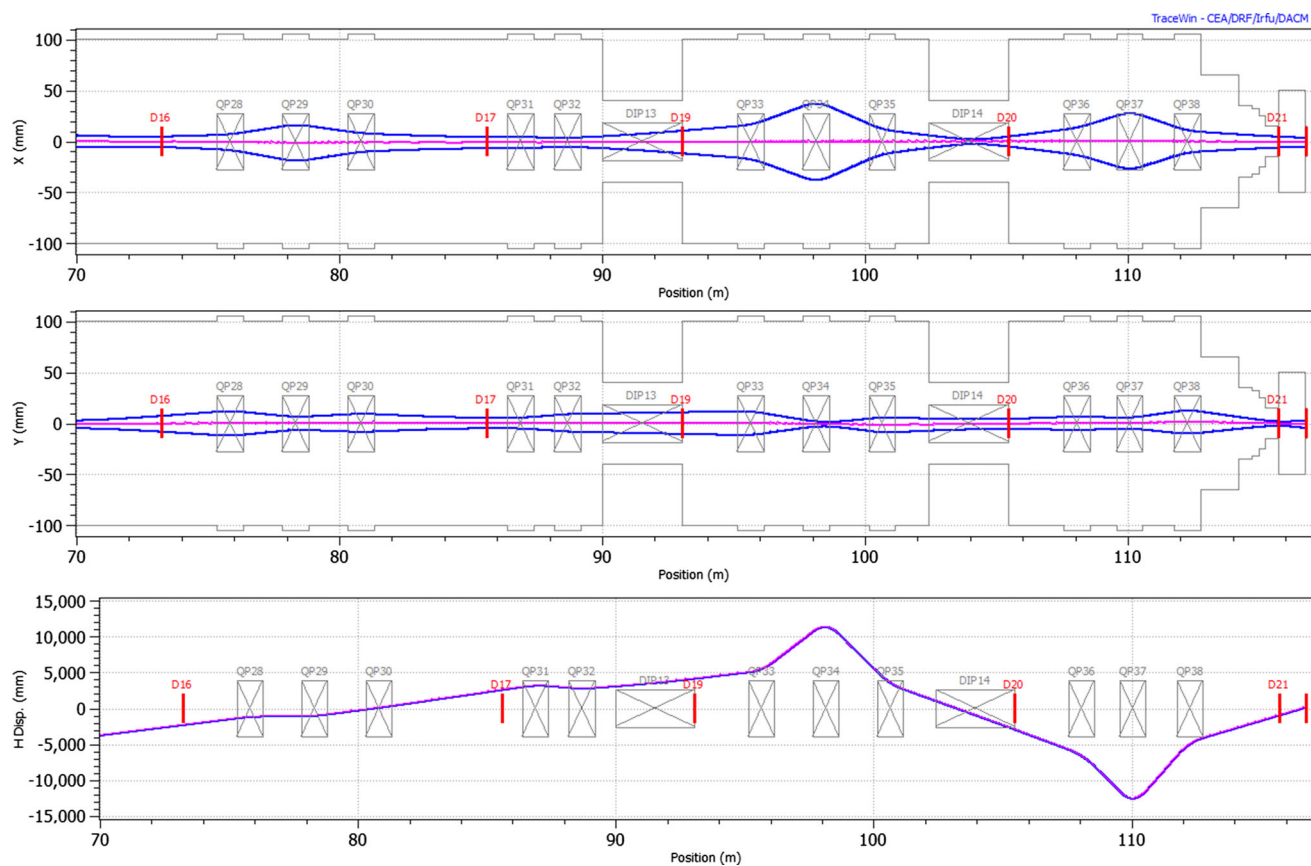 TraceWin - CEA/DRF/Irfu/DACM
100
50
0
-50
-100
X (mm)
D16 QP28 QP29 QP30 D17 QP31 QP32 DIP13 D19 QP33 QP34 QP35 DIP14 D20 QP36 QP37 QP38 D21
70 80 90 100 110
Position (m)
100
50
0
-50
-100
Y (mm)
D16 QP28 QP29 QP30 D17 QP31 QP32 DIP13 D19 QP33 QP34 QP35 DIP14 D20 QP36 QP37 QP38 D21
70 80 90 100 110
Position (m)
15,000
10,000
5,000
0
-5,000
-10,000
-15,000
H Disp. (mm)
D16 QP28 QP29 QP30 D17 QP31 QP32 DIP13 D19 QP33 QP34 QP35 DIP14 D20 QP36 QP37 QP38 D21
70 80 90 100 110
Position (m)